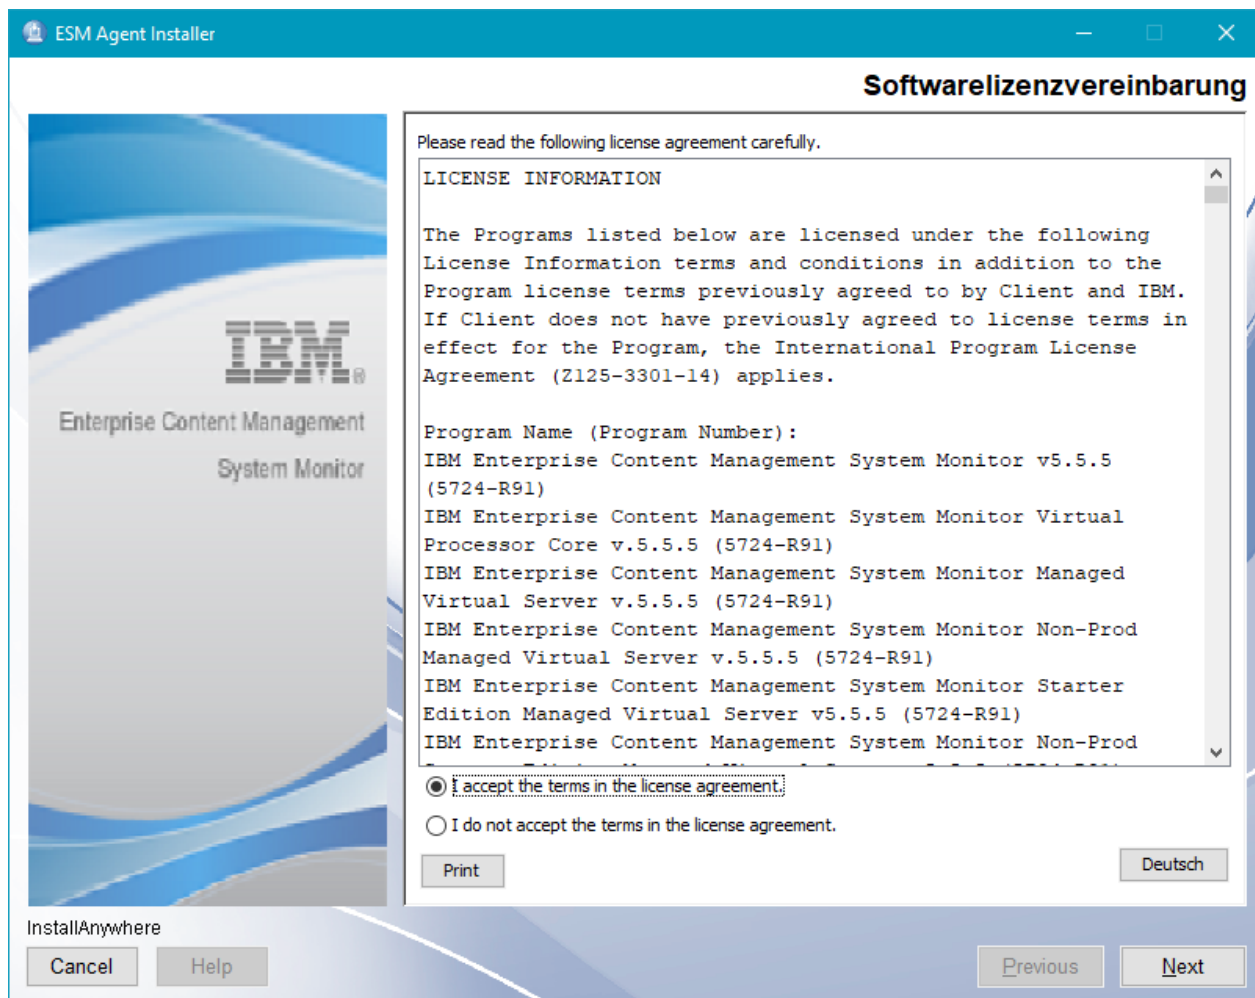 ESM Agent Installer
Softwarelizenzvereinbarung
IBM®
Enterprise Content Management
System Monitor
Please read the following license agreement carefully.
LICENSE INFORMATION
The Programs listed below are licensed under the following
License Information terms and conditions in addition to the
Program license terms previously agreed to by Client and IBM.
If Client does not have previously agreed to license terms in
effect for the Program, the International Program License
Agreement (Z125-3301-14) applies.
Program Name (Program Number):
IBM Enterprise Content Management System Monitor v5.5.5
(5724-R91)
IBM Enterprise Content Management System Monitor Virtual
Processor Core v.5.5.5 (5724-R91)
IBM Enterprise Content Management System Monitor Managed
Virtual Server v.5.5.5 (5724-R91)
IBM Enterprise Content Management System Monitor Non-Prod
Managed Virtual Server v.5.5.5 (5724-R91)
IBM Enterprise Content Management System Monitor Starter
Edition Managed Virtual Server v5.5.5 (5724-R91)
IBM Enterprise Content Management System Monitor Non-Prod
I accept the terms in the license agreement.
I do not accept the terms in the license agreement.
Print
Deutsch
InstallAnywhere
Cancel
Help
Previous
Next